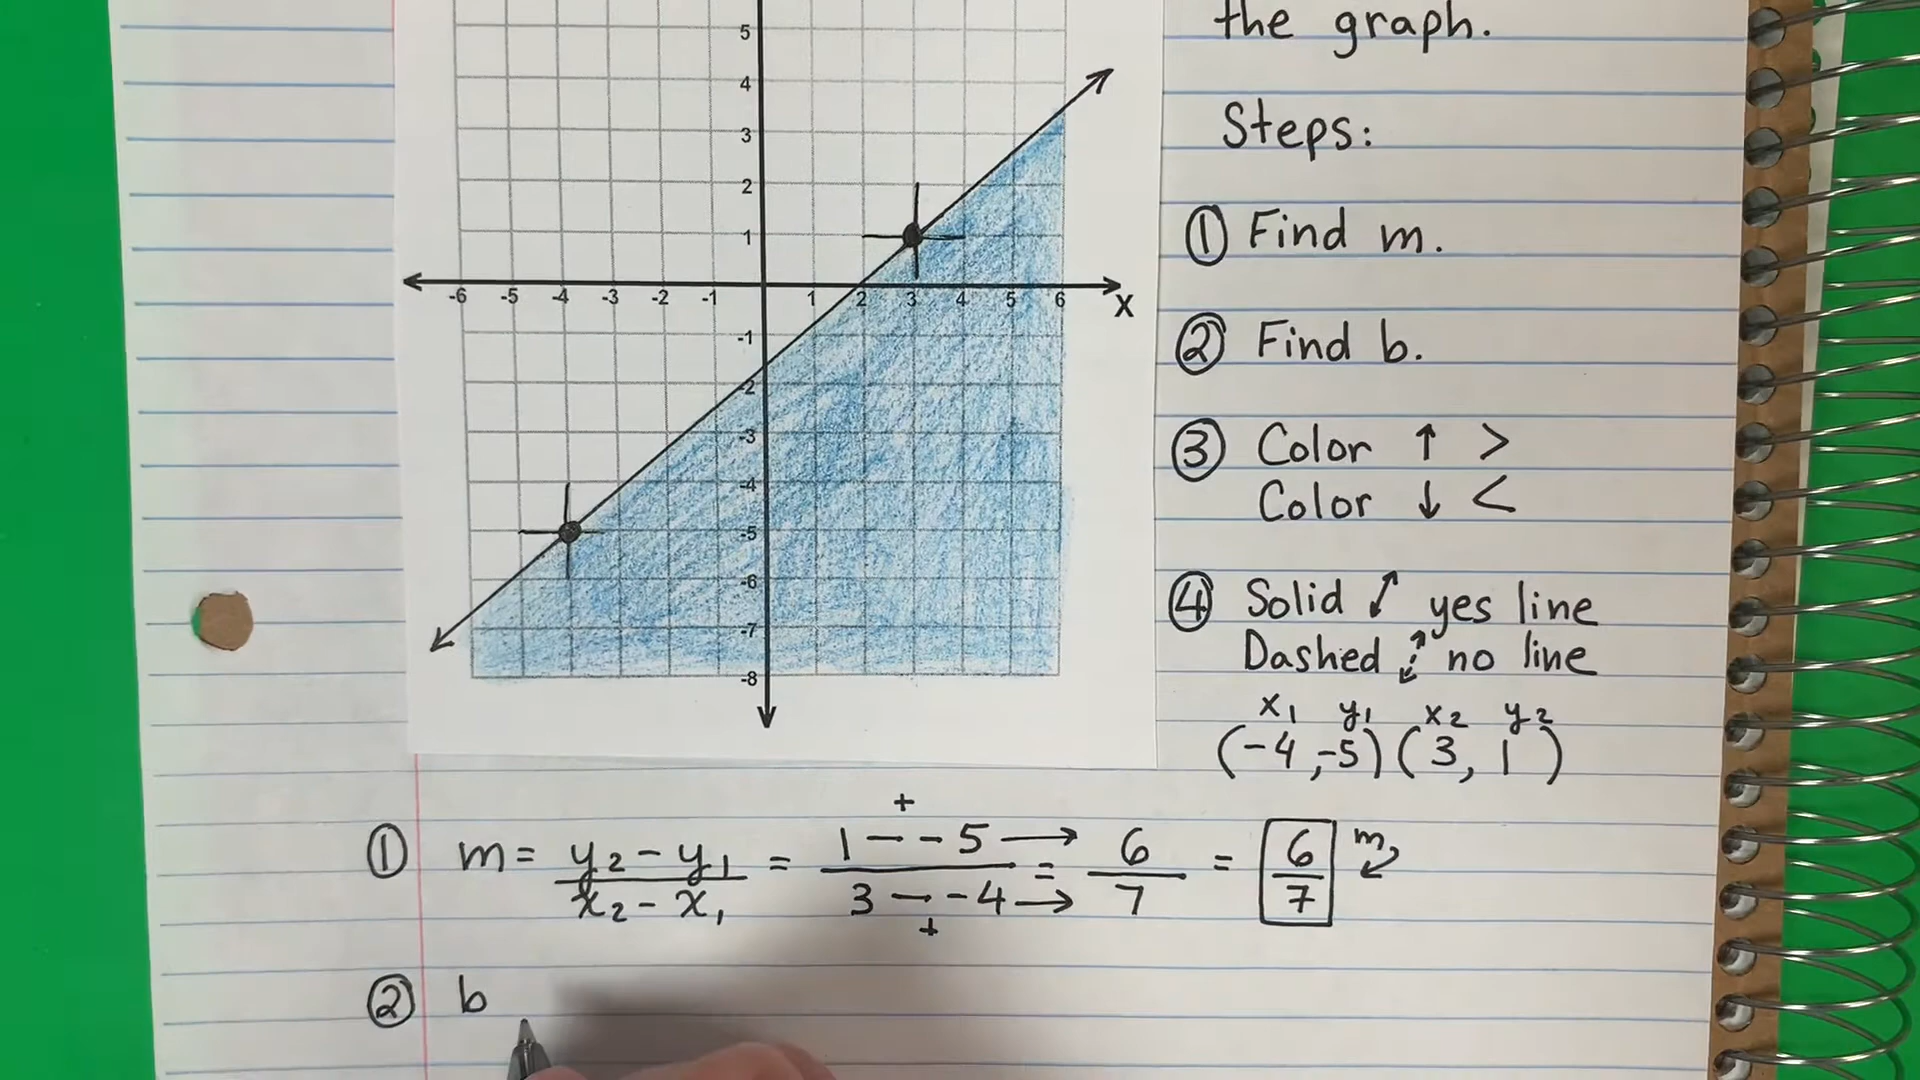 the graph.
Steps:
① Find m.
② Find b.
③ Color ↑ >
Color ↓ <
④ Solid ↗ yes line
Dashed ⤢ no line
x₁ y₁ x₂ y₂
(-4,-5)(3, 1)
5
4
3
2
1
-6 -5 -4 -3 -2 -1 1 2 3 4 5 6 X
-1
-2
-3
-4
-5
-6
-7
-8
① m = (y₂ - y₁)/(x₂ - x₁) = (1 - -5)/(3 - -4) → = 6/7 = 6/7 m
+
+
② b